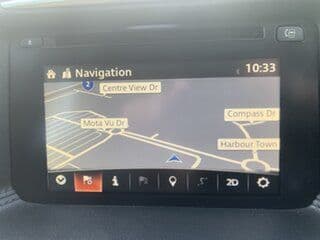 Navigation
10:33
2
Centre View Dr
Compass Dr
Mota Vu Dr
Harbour Town
2D